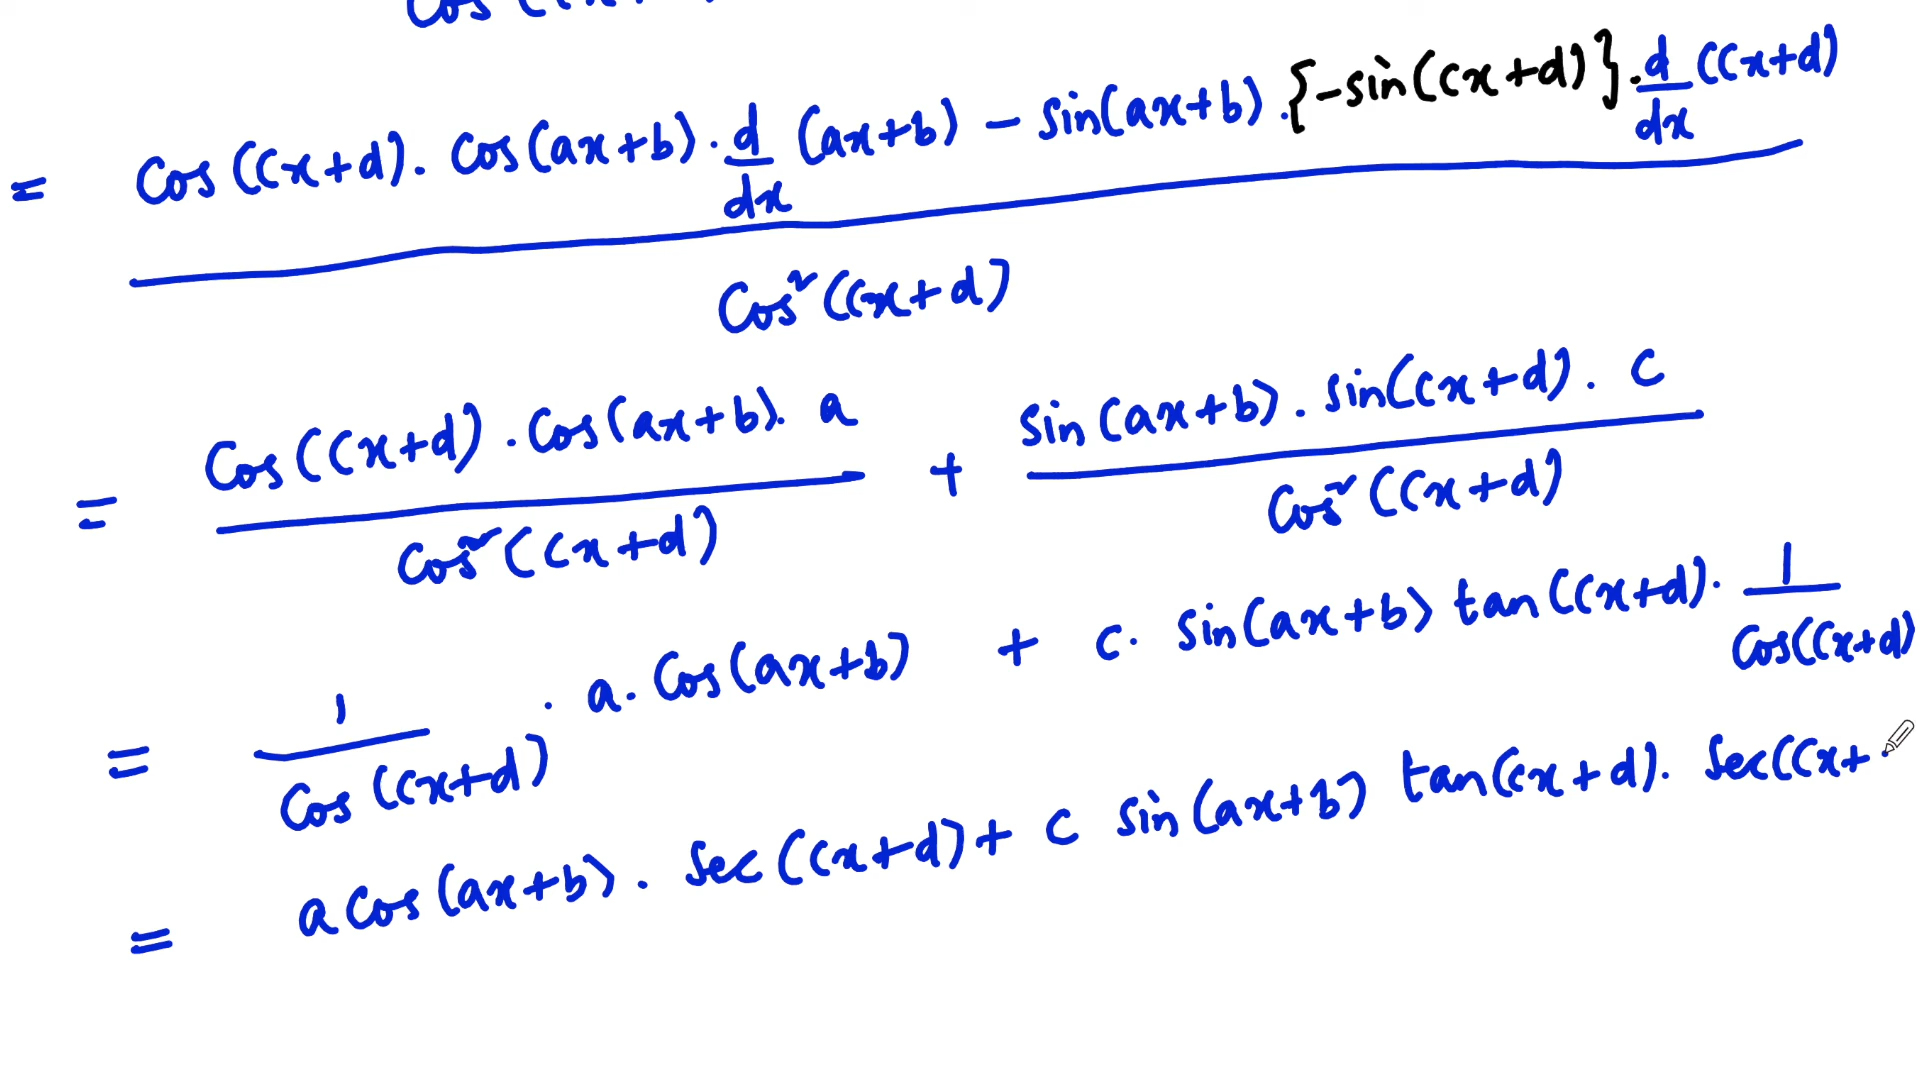 = Cos(cx+d). Cos(ax+b). d/dx (ax+b) - sin(ax+b). {-sin(cx+d)}. d/dx (cx+d)
Cos²(cx+d)
= Cos(cx+d). Cos(ax+b). a / Cos²(cx+d) + sin(ax+b). sin(cx+d). c / Cos²(cx+d)
= 1/Cos(cx+d) . a. Cos(ax+b) + c. sin(ax+b) tan(cx+d). 1/Cos(cx+d)
= a Cos(ax+b). Sec(cx+d) + c sin(ax+b) tan(cx+d). Sec(cx+